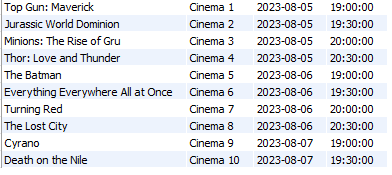 Top Gun: Maverick Cinema 1 2023-08-05 19:00:00
Jurassic World Dominion Cinema 2 2023-08-05 19:30:00
Minions: The Rise of Gru Cinema 3 2023-08-05 20:00:00
Thor: Love and Thunder Cinema 4 2023-08-05 20:30:00
The Batman Cinema 5 2023-08-06 19:00:00
Everything Everywhere All at Once Cinema 6 2023-08-06 19:30:00
Turning Red Cinema 7 2023-08-06 20:00:00
The Lost City Cinema 8 2023-08-06 20:30:00
Cyrano Cinema 9 2023-08-07 19:00:00
Death on the Nile Cinema 10 2023-08-07 19:30:00